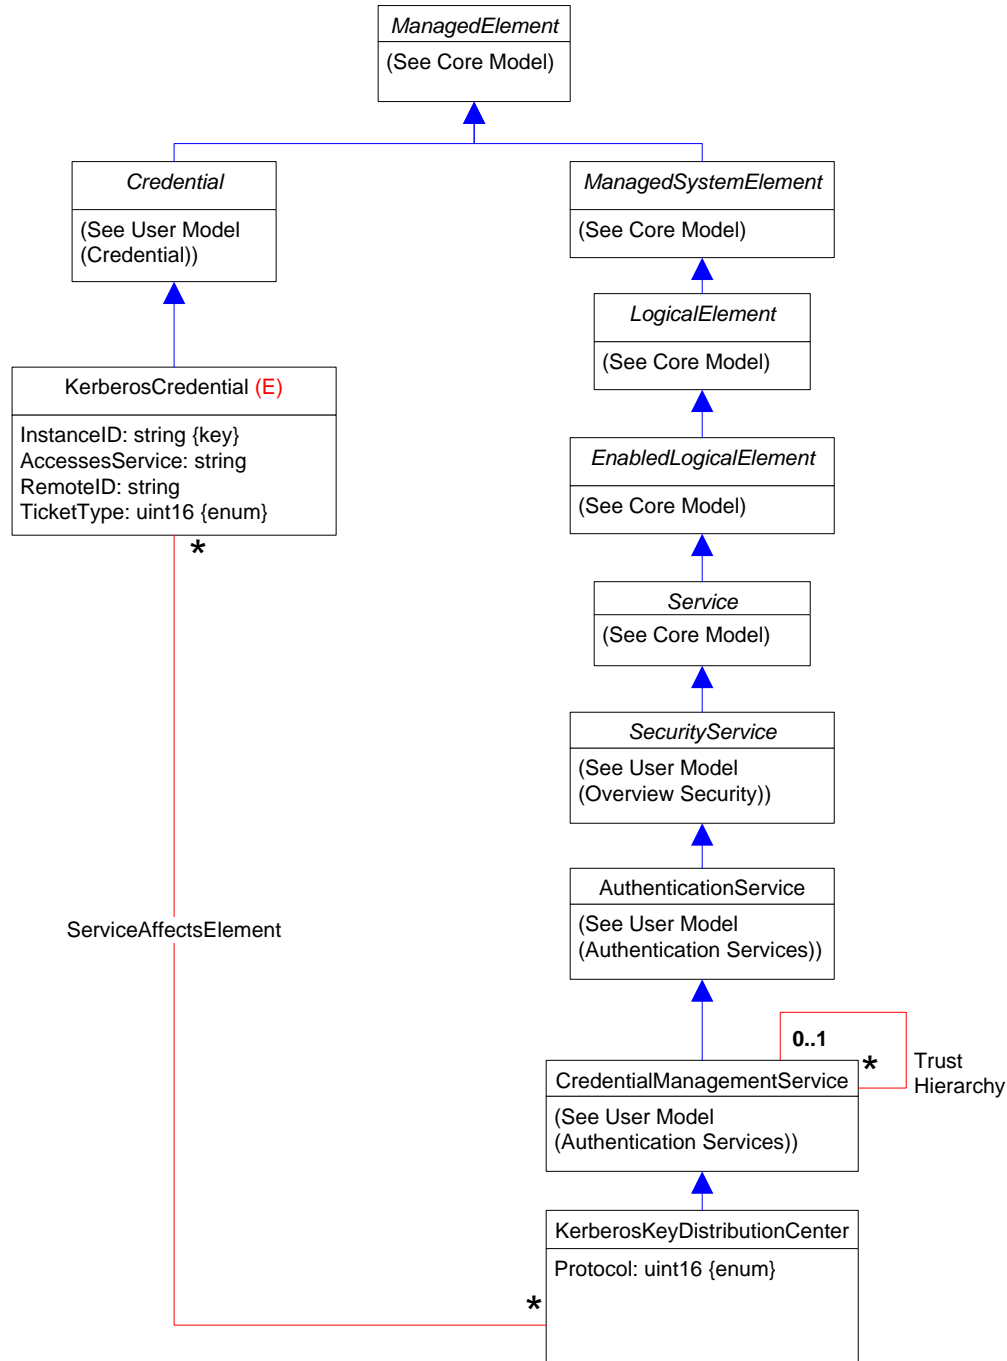 ManagedElement
(See Core Model)
Credential
(See User Model
(Credential))
ManagedSystemElement
(See Core Model)
LogicalElement
(See Core Model)
KerberosCredential (E)
InstanceID: string {key}
AccessesService: string
RemoteID: string
TicketType: uint16 {enum}
*
EnabledLogicalElement
(See Core Model)
Service
(See Core Model)
SecurityService
(See User Model
(Overview Security))
AuthenticationService
(See User Model
(Authentication Services))
ServiceAffectsElement
0..1
*
Trust
Hierarchy
CredentialManagementService
(See User Model
(Authentication Services))
KerberosKeyDistributionCenter
Protocol: uint16 {enum}
*